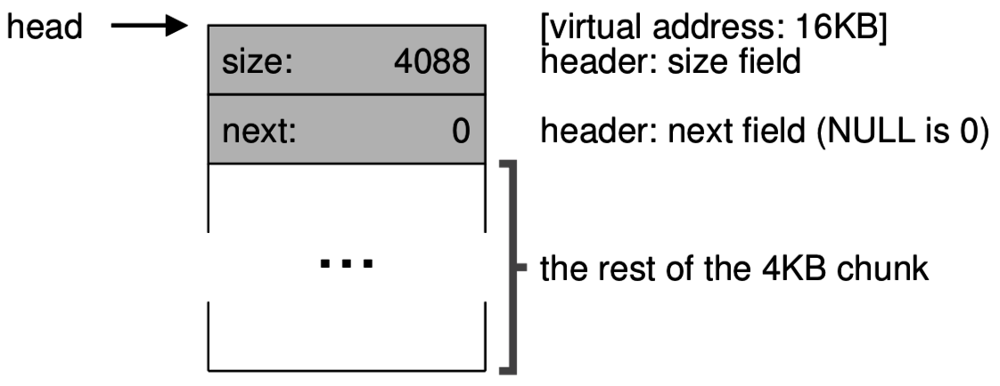 head
[virtual address: 16KB]
size: 4088
header: size field
next: 0
header: next field (NULL is 0)
...
the rest of the 4KB chunk